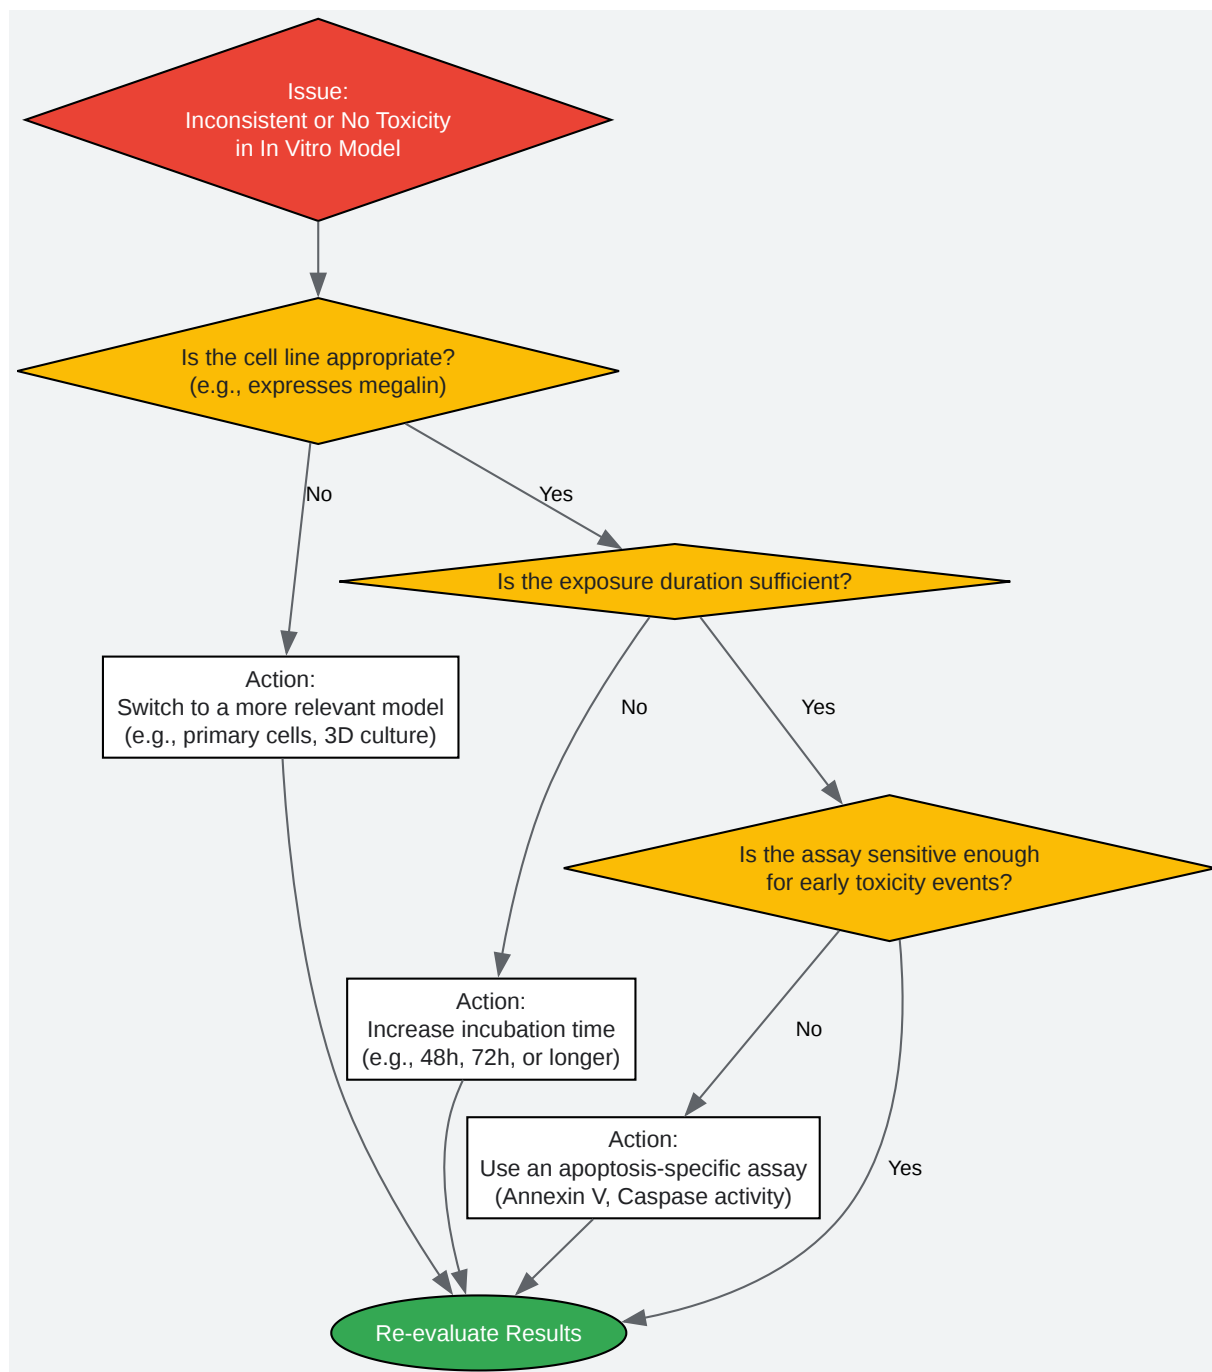 Issue:
Inconsistent or No Toxicity
in In Vitro Model
Is the cell line appropriate?
(e.g., expresses megalin)
No
Yes
Is the exposure duration sufficient?
Action:
Switch to a more relevant model
(e.g., primary cells, 3D culture)
No
Yes
Is the assay sensitive enough
for early toxicity events?
Action:
Increase incubation time
(e.g., 48h, 72h, or longer)
No
Action:
Use an apoptosis-specific assay
(Annexin V, Caspase activity)
Yes
Re-evaluate Results